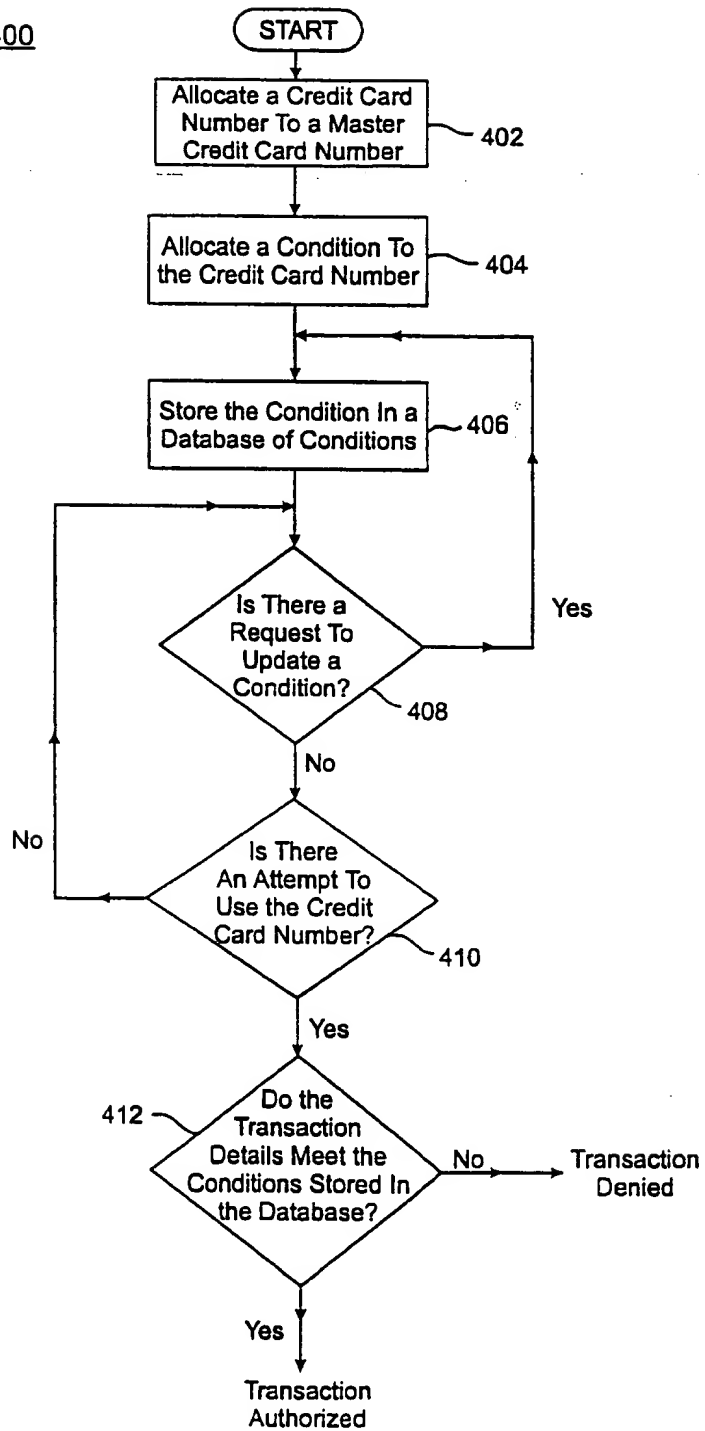 00
START
Allocate a Credit Card
Number To a Master
Credit Card Number
402
Allocate a Condition To
the Credit Card Number
404
Store the Condition In a
Database of Conditions
406
Is There a
Request To
Update a
Condition?
408
Yes
No
Is There
An Attempt To
Use the Credit
Card Number?
410
No
Yes
412
Do the
Transaction
Details Meet the
Conditions Stored In
the Database?
No
Transaction
Denied
Yes
Transaction
Authorized